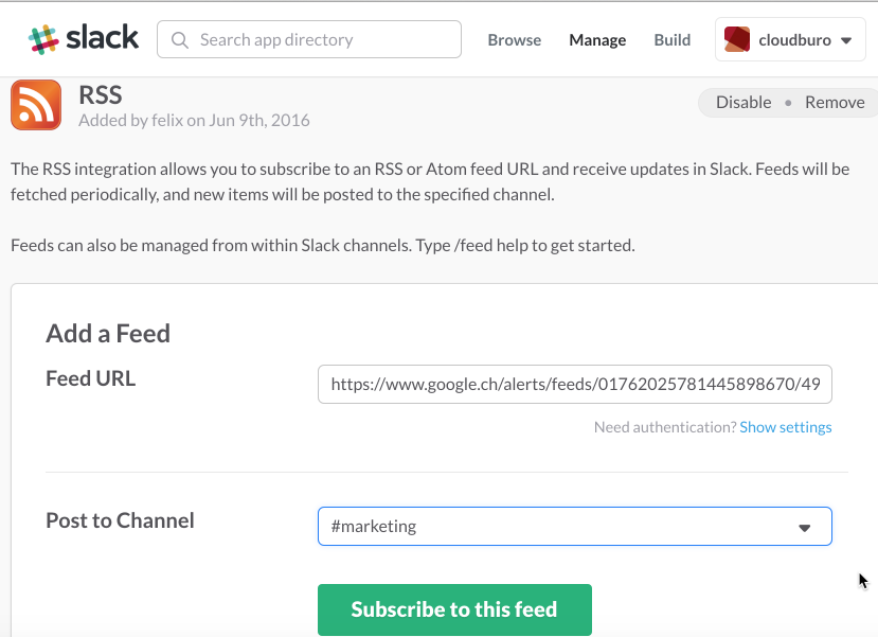 slack Search app directory Browse Manage Build cloudburo
RSS
Added by felix on Jun 9th, 2016
Disable • Remove
The RSS integration allows you to subscribe to an RSS or Atom feed URL and receive updates in Slack. Feeds will be
fetched periodically, and new items will be posted to the specified channel.
Feeds can also be managed from within Slack channels. Type /feed help to get started.
Add a Feed
Feed URL
https://www.google.ch/alerts/feeds/01762025781445898670/49
Need authentication? Show settings
Post to Channel
#marketing
Subscribe to this feed